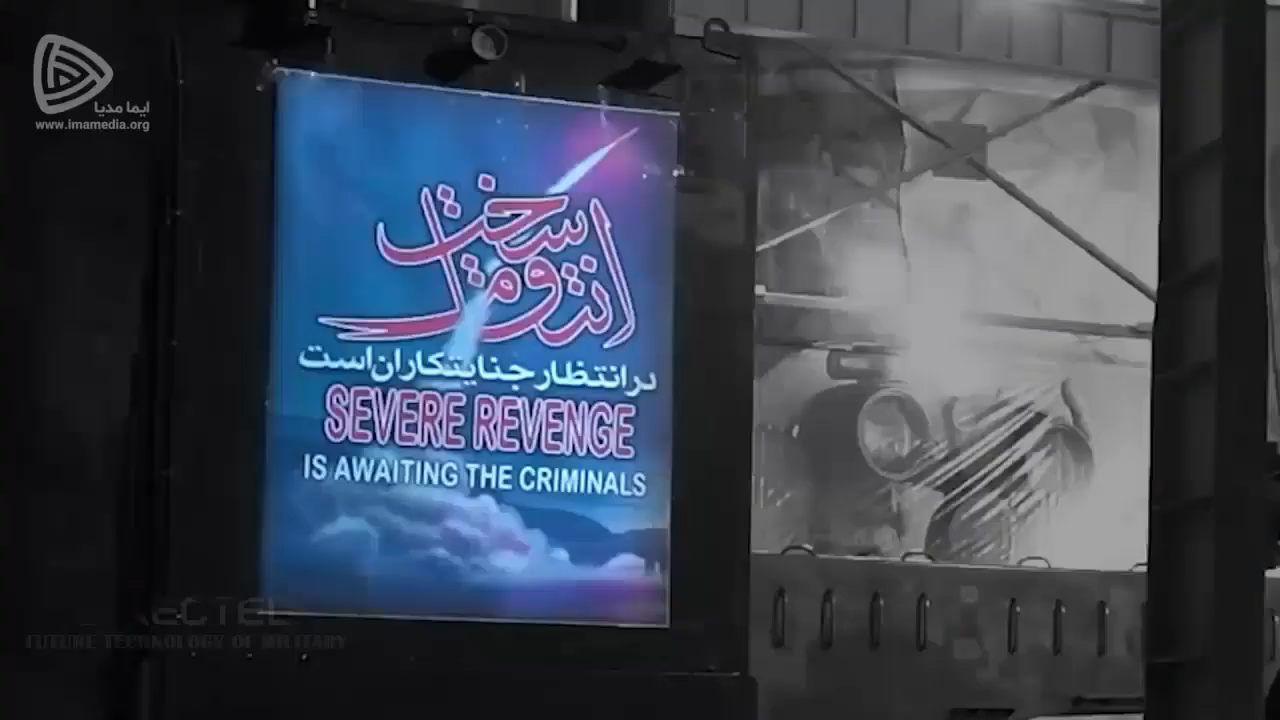 ایما مدیا
www.imamedia.org
انتقام سخت
در انتظار جنایتکاران است
SEVERE REVENGE
IS AWAITING THE CRIMINALS
FUTURE TECHNOLOGY OF MILITARY